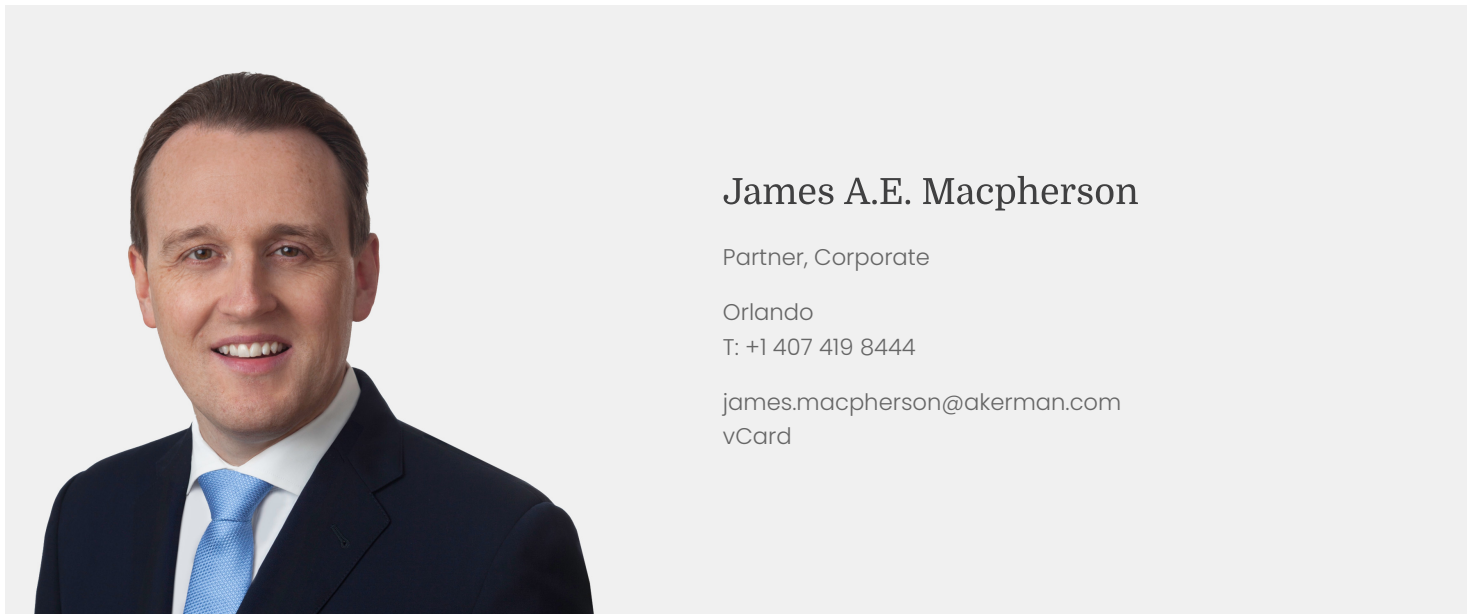 James A.E. Macpherson
Partner, Corporate
Orlando
T: +1 407 419 8444
james.macpherson@akerman.com
vCard